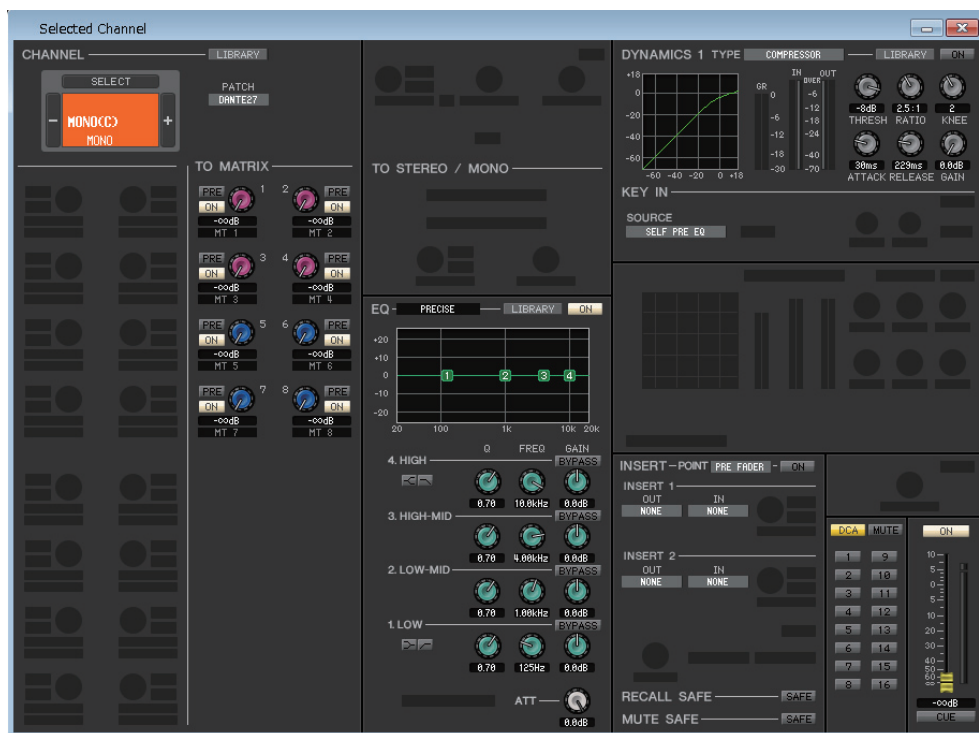 Selected Channel
CHANNEL
LIBRARY
SELECT
- MONO(C) +
MONO
PATCH
DANTE27
TO MATRIX
PRE 1 2 PRE
ON ON
-∞dB -∞dB
MT 1 MT 2
PRE 3 4 PRE
ON ON
-∞dB -∞dB
MT 3 MT 4
PRE 5 6 PRE
ON ON
-∞dB -∞dB
MT 5 MT 6
PRE 7 8 PRE
ON ON
-∞dB -∞dB
MT 7 MT 8
TO STEREO / MONO
EQ PRECISE LIBRARY ON
+20
+10
0
-10
-20
1 2 3 4
20 100 1k 10k 20k
Q FREQ GAIN
4. HIGH BYPASS
0.70 10.0kHz 0.0dB
3. HIGH-MID BYPASS
0.70 4.00kHz 0.0dB
2. LOW-MID BYPASS
0.70 1.00kHz 0.0dB
1. LOW BYPASS
0.70 125Hz 0.0dB
ATT
0.0dB
DYNAMICS 1 TYPE COMPRESSOR LIBRARY ON
+18
0
-20
-40
-60
-60 -40 -20 0 +18
GR
0
-6
-12
-18
-30
IN OUT
OVER
-6
-12
-18
-24
-40
-70
-8dB 2.5:1 2
THRESH RATIO KNEE
30ms 229ms 0.0dB
ATTACK RELEASE GAIN
KEY IN
SOURCE
SELF PRE EQ
INSERT POINT PRE FADER ON
INSERT 1
OUT IN
NONE NONE
INSERT 2
OUT IN
NONE NONE
RECALL SAFE SAFE
MUTE SAFE SAFE
DCA MUTE
1 9
2 10
3 11
4 12
5 13
6 14
7 15
8 16
ON
10
5
0
5
10
20
30
40
50
60
∞
-∞dB
CUE